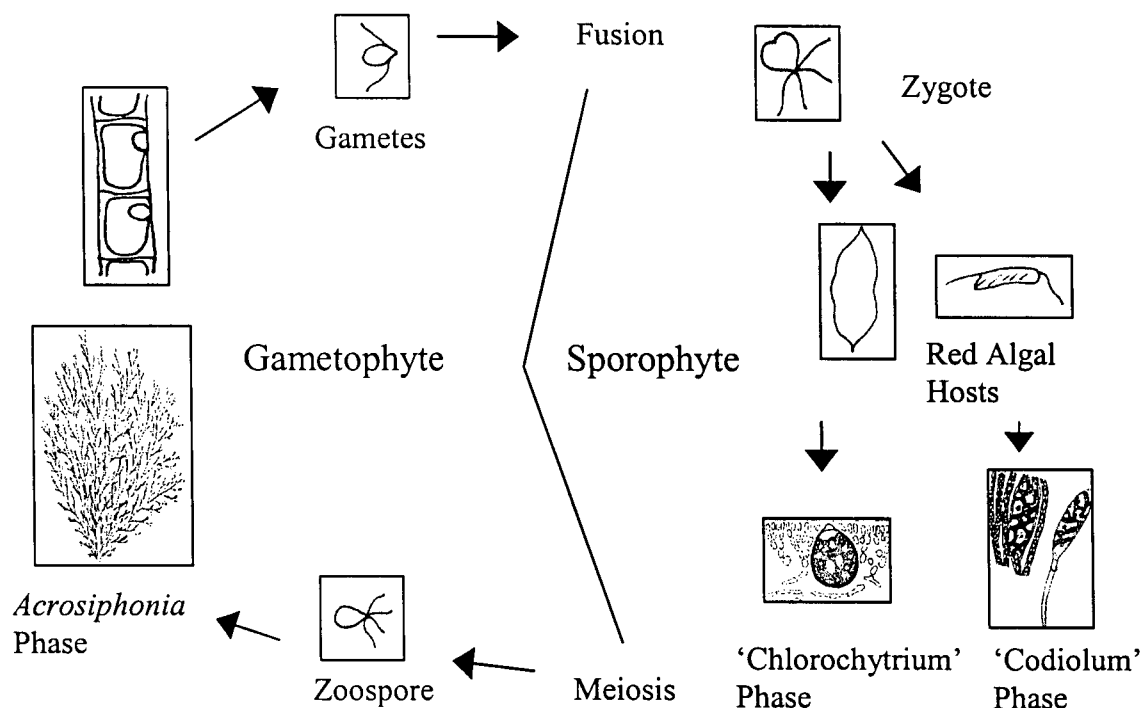 Fusion
Zygote
Gametes
Gametophyte
Sporophyte
Red Algal
Hosts
Acrosiphonia
Phase
Zoospore
Meiosis
‘Chlorochytrium’
Phase
‘Codiolum’
Phase